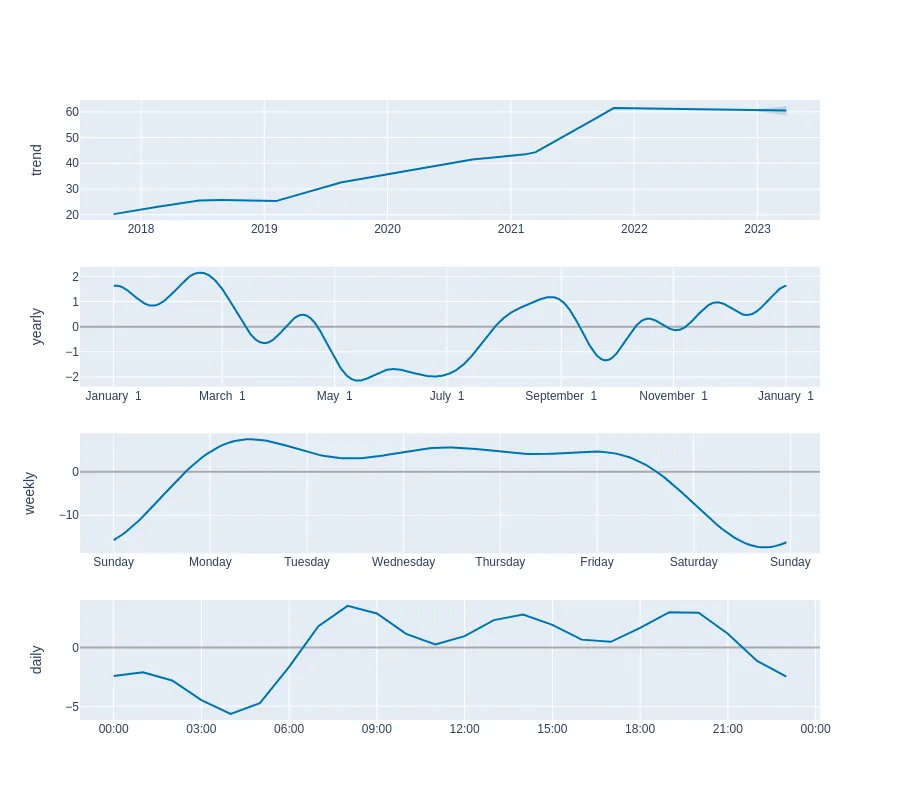 trend
60
50
40
30
20
2018 2019 2020 2021 2022 2023
yearly
2
1
0
−1
−2
January 1 March 1 May 1 July 1 September 1 November 1 January 1
weekly
0
−10
Sunday Monday Tuesday Wednesday Thursday Friday Saturday Sunday
daily
0
−5
00:00 03:00 06:00 09:00 12:00 15:00 18:00 21:00 00:00